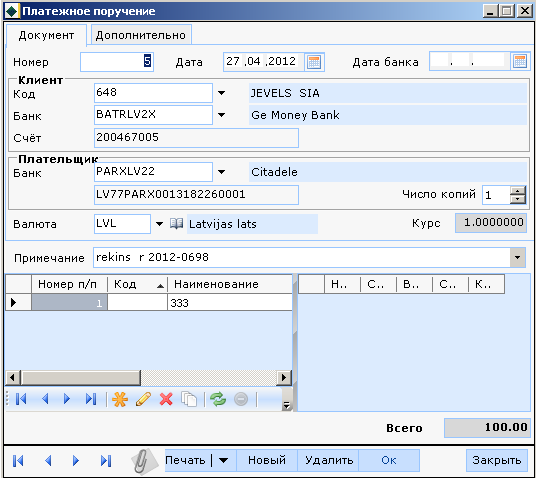 Платежное поручение
Документ Дополнительно
Номер 5 Дата 27 ,04 ,2012 Дата банка . .
Клиент
Код 648 JEVELS SIA
Банк BATRLV2X Ge Money Bank
Счёт 200467005
Плательщик
Банк PARXLV22 Citadele
LV77PARX0013182260001 Число копий 1
Валюта LVL Latvijas lats Курс 1.0000000
Примечание rekins r 2012-0698
Номер п/п Код Наименование Н.. С.. В.. С.. К..
1 333
Всего 100.00
Печать Новый Удалить Ок Закрыть